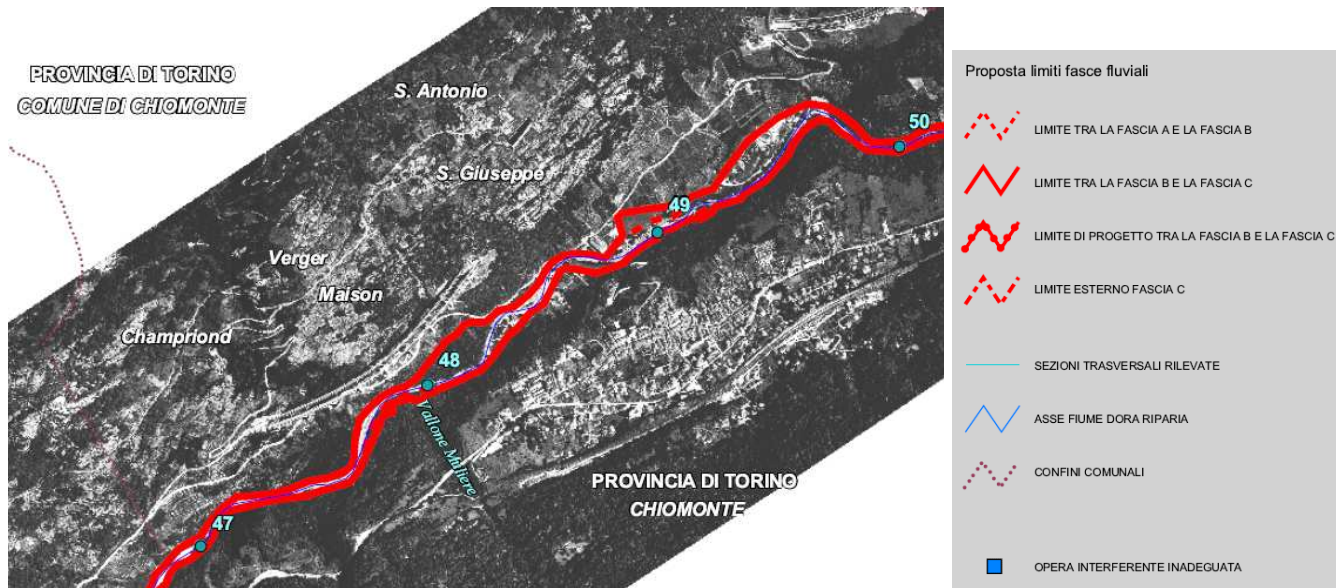 PROVINCIA DI TORINO
COMUNE DI CHIOMONTE
S. Antonio
50
S. Giuseppe
49
Verger
Maison
Champriond
48
Vallone Muliere
PROVINCIA DI TORINO
CHIOMONTE
47
Proposta limiti fasce fluviali
LIMITE TRA LA FASCIA A E LA FASCIA B
LIMITE TRA LA FASCIA B E LA FASCIA C
LIMITE DI PROGETTO TRA LA FASCIA B E LA FASCIA C
LIMITE ESTERNO FASCIA C
SEZIONI TRASVERSALI RILEVATE
ASSE FIUME DORA RIPARIA
CONFINI COMUNALI
OPERA INTERFERENTE INADEGUATA